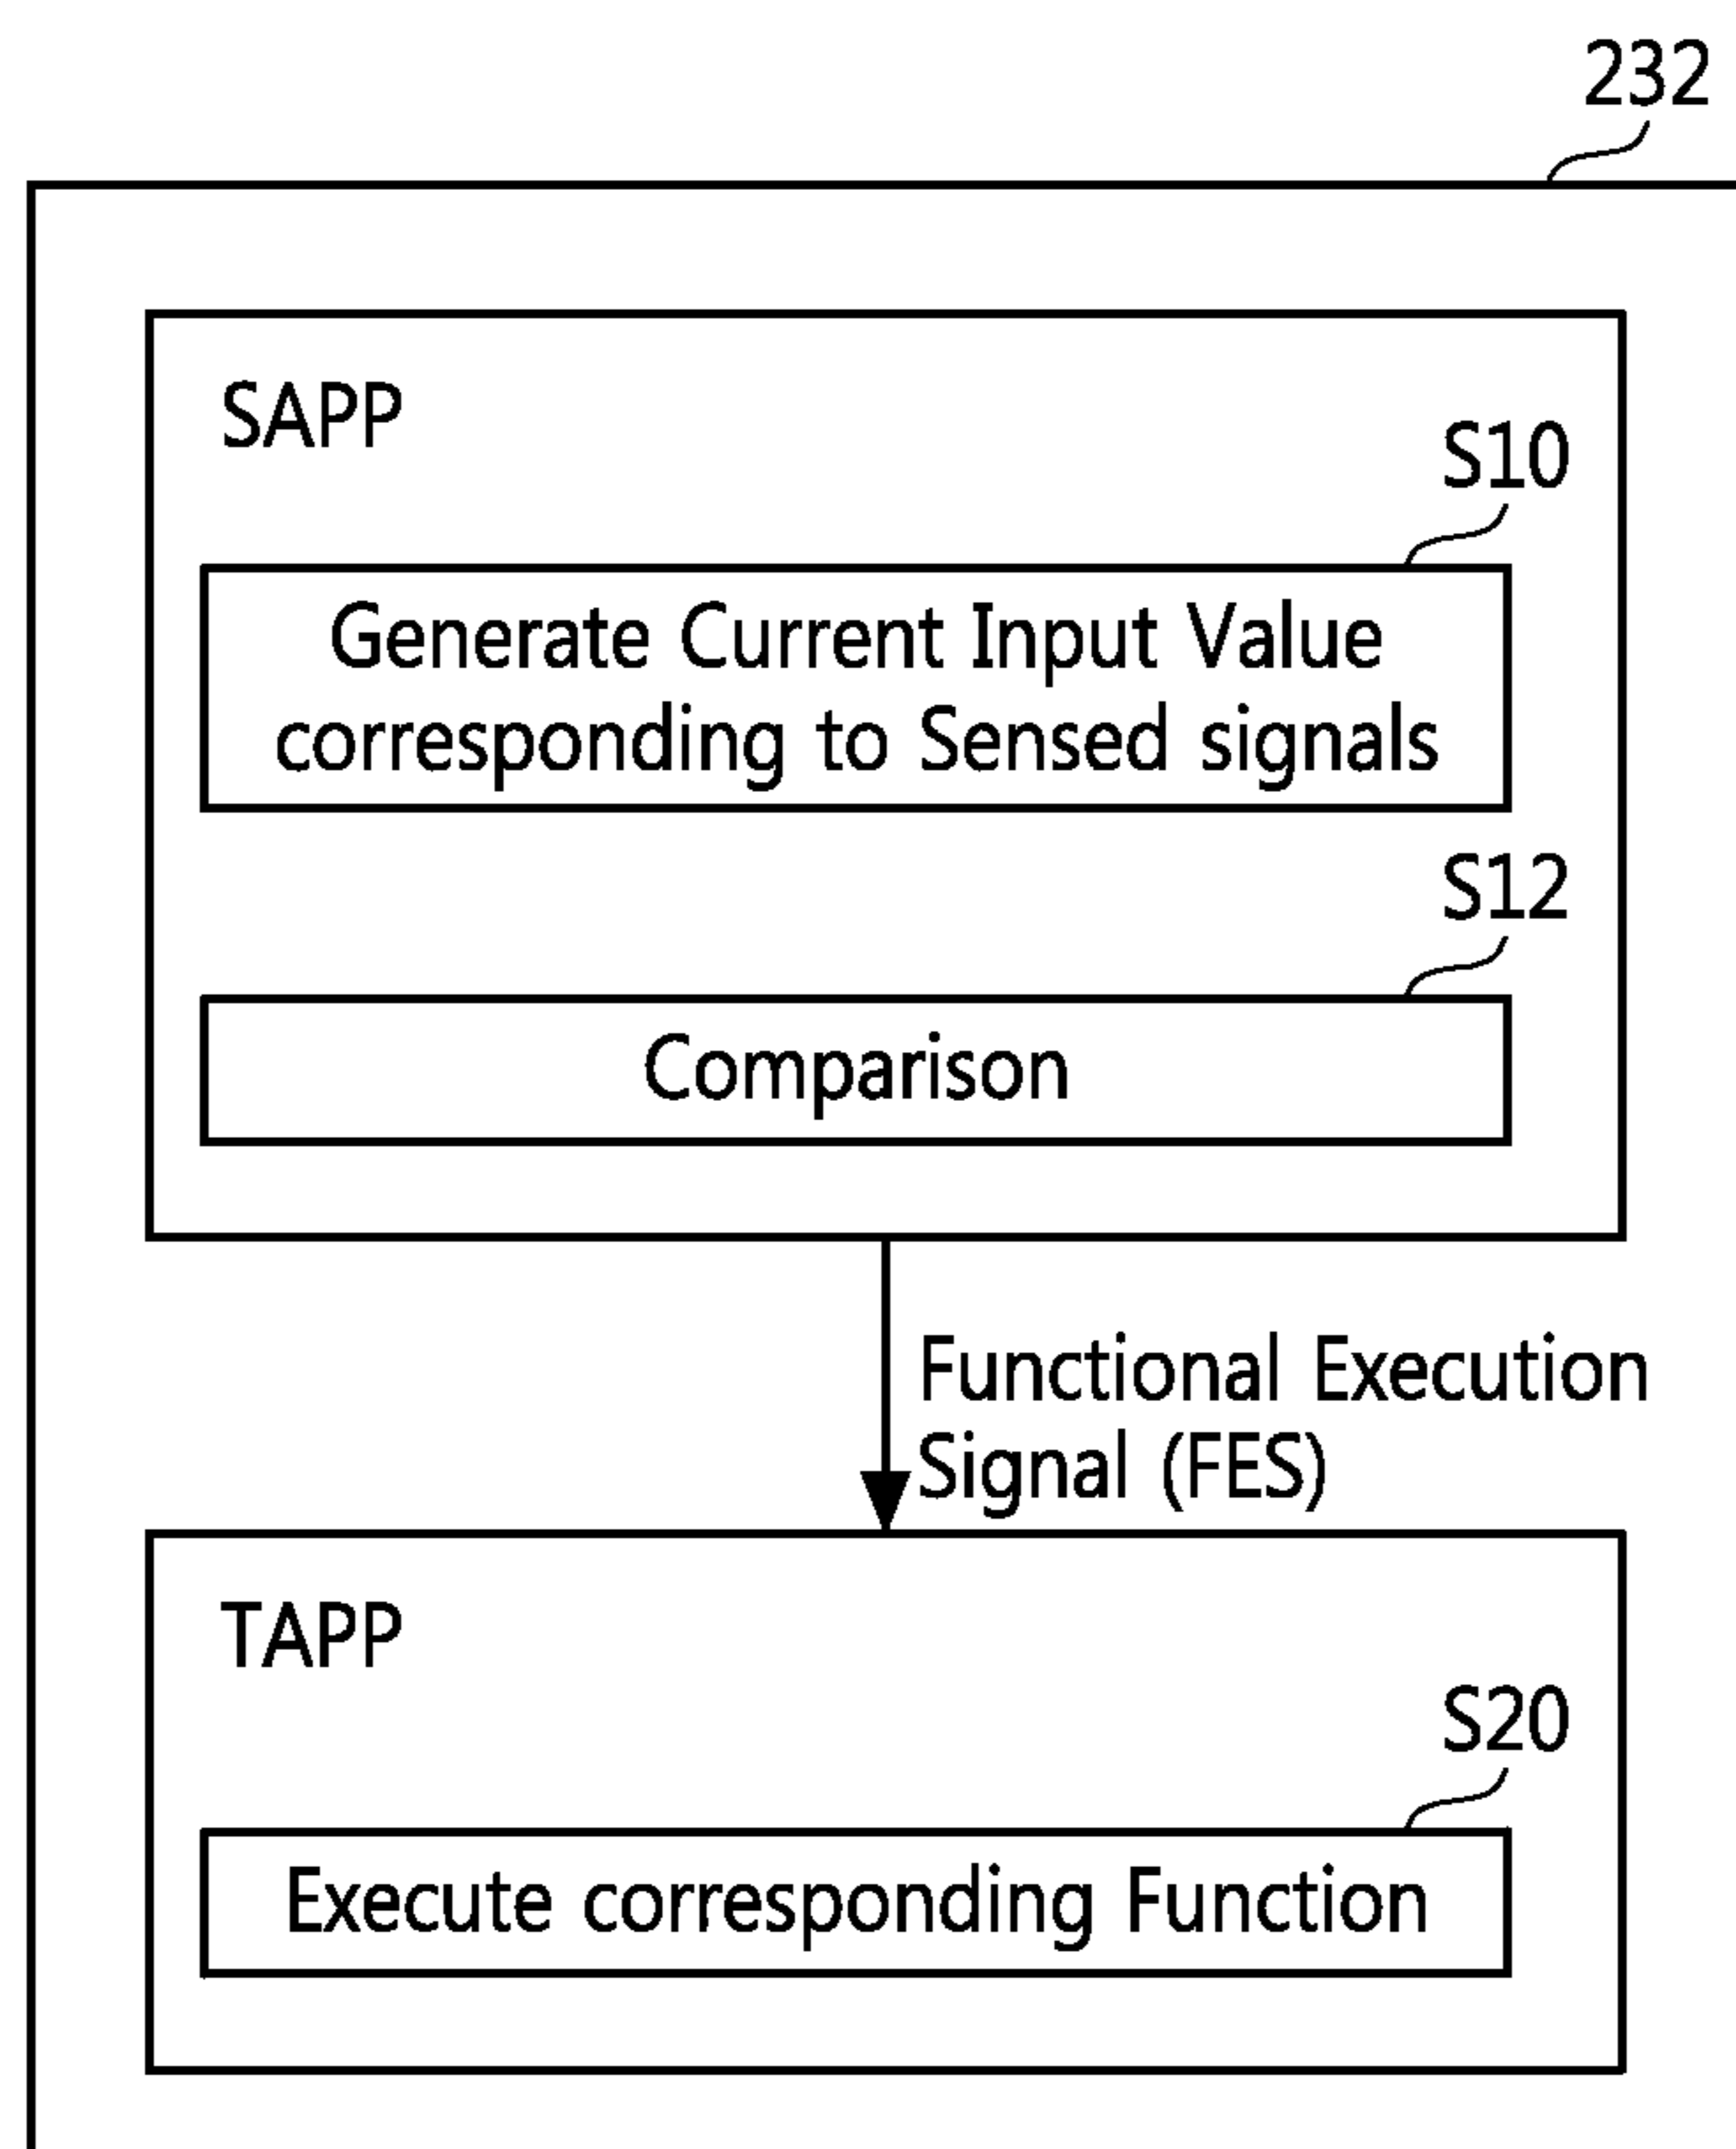 232
SAPP
S10
Generate Current Input Value
corresponding to Sensed signals
S12
Comparison
Functional Execution
Signal (FES)
TAPP
S20
Execute corresponding Function